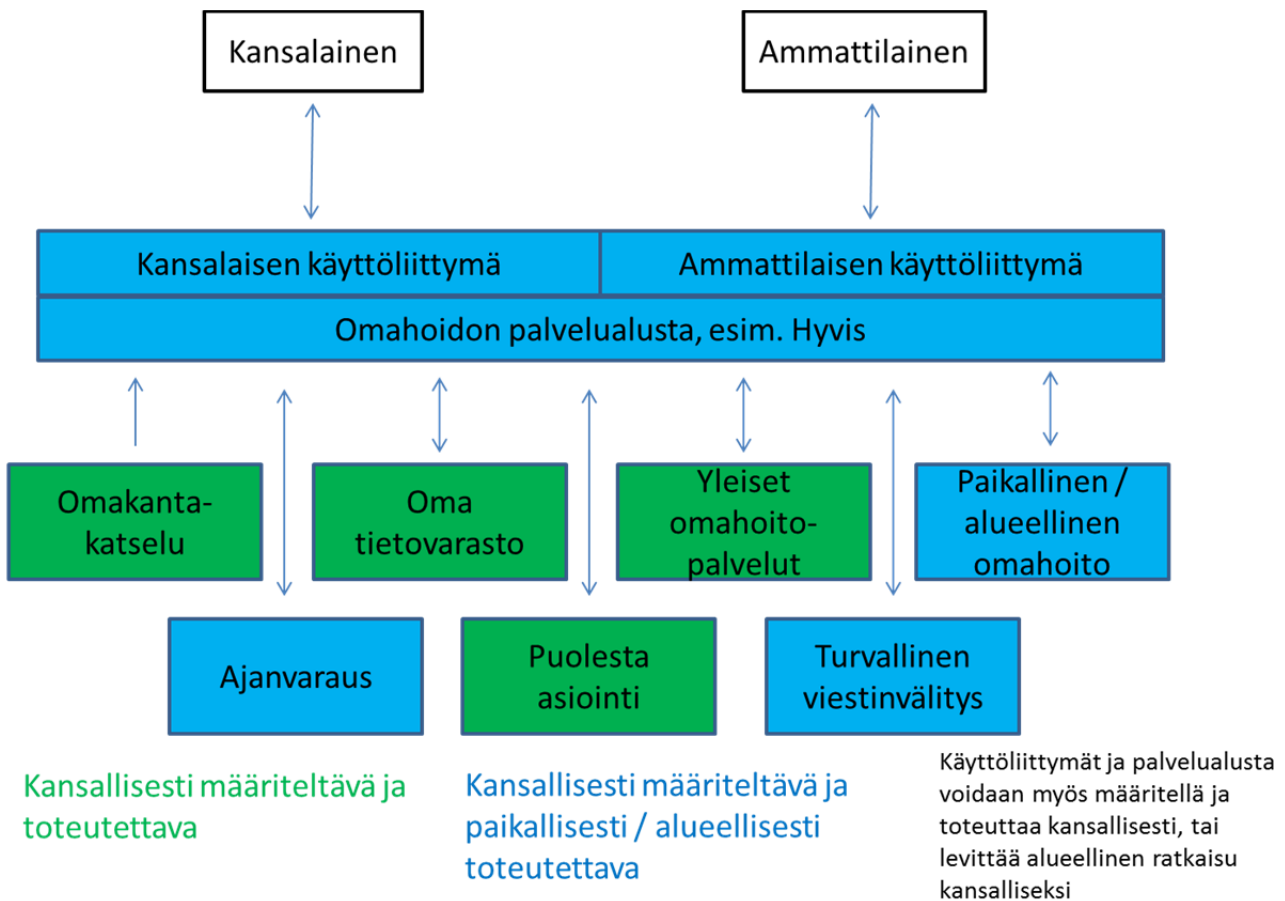 Kansalainen
Ammattilainen
Kansalaisen käyttöliittymä
Ammattilaisen käyttöliittymä
Omahoidon palvelualusta, esim. Hyvis
Omakanta-
katselu
Oma
tietovarasto
Yleiset
omahoito-
palvelut
Paikallinen /
alueellinen
omahoito
Ajanvaraus
Puolesta
asiointi
Turvallinen
viestinvälitys
Kansallisesti määriteltävä ja
toteutettava
Kansallisesti määriteltävä ja
paikallisesti / alueellisesti
toteutettava
Käyttöliittymät ja palvelualusta
voidaan myös määritellä ja
toteuttaa kansallisesti, tai
levittää alueellinen ratkaisu
kansalliseksi